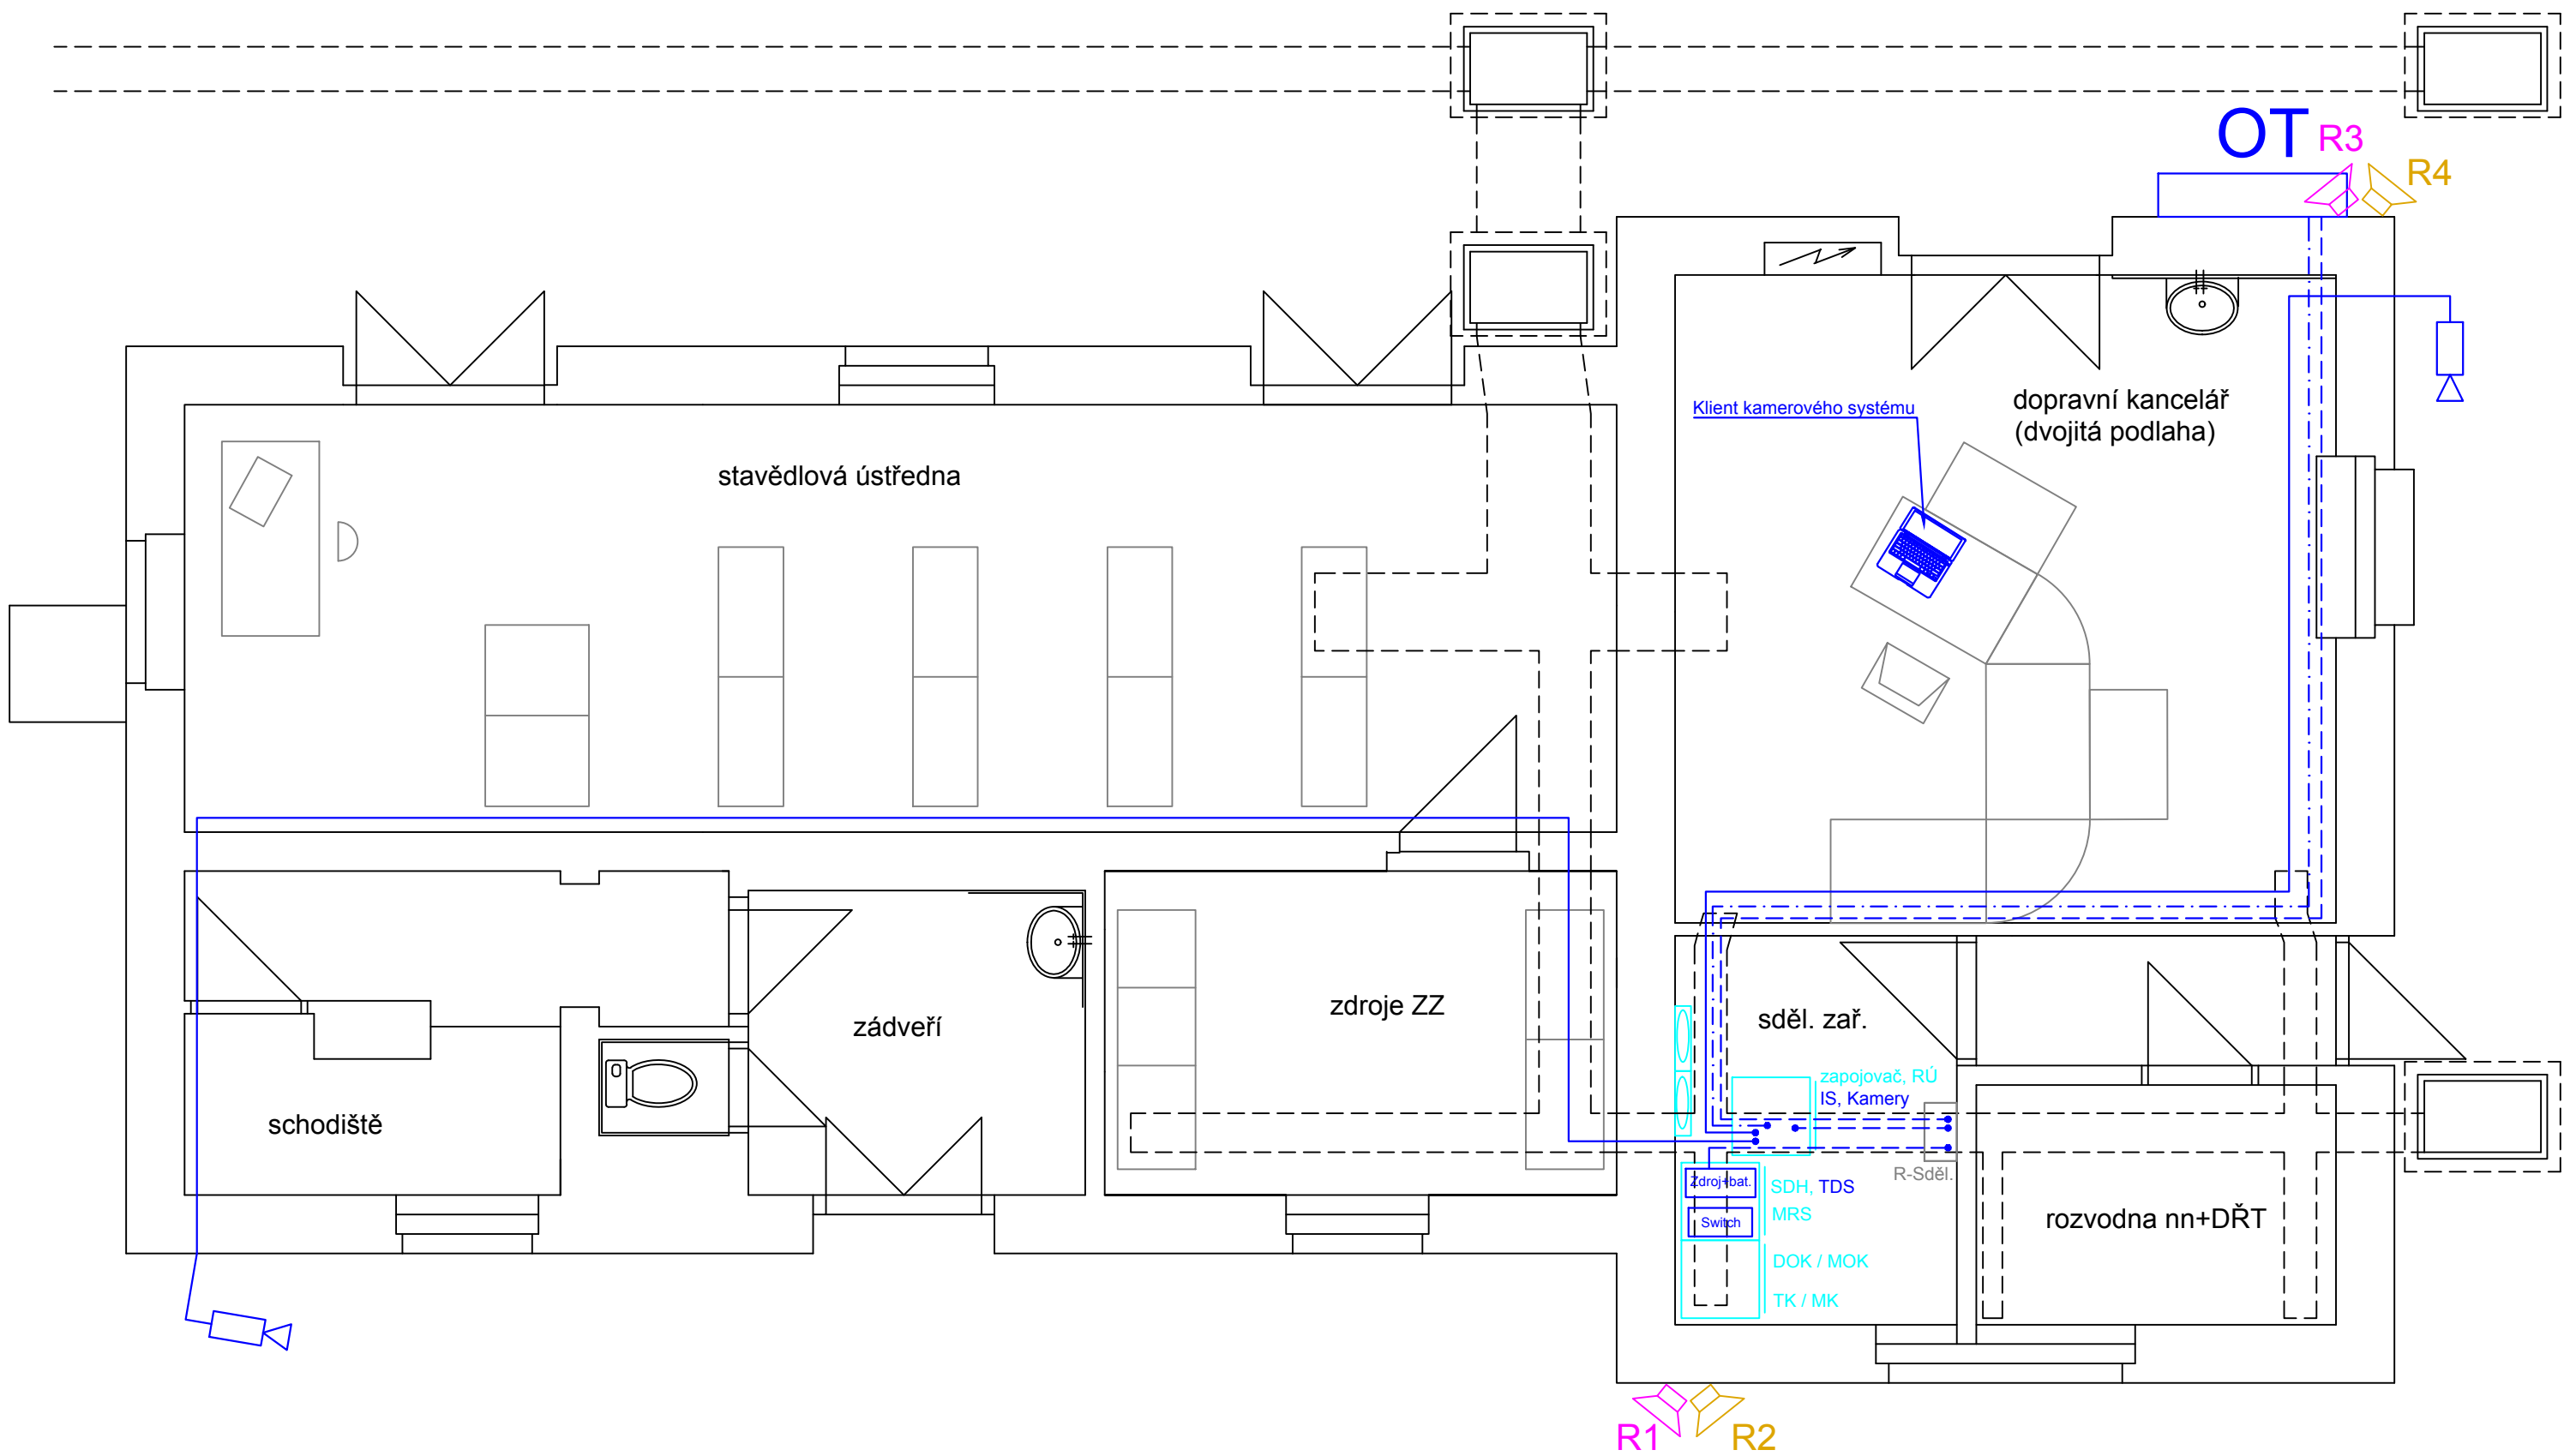 OT
R3
R4
Klient kamerového systému
dopravní kancelář
(dvojitá podlaha)
stavědlová ústředna
zádveří
zdroje ZZ
sděl. zař.
schodiště
zapojovač, RÚ
IS, Kamery
R-Sděl.
Zdroj+bat.
SDH, TDS
Switch
MRS
rozvodna nn+DŘT
DOK / MOK
TK / MK
R1
R2